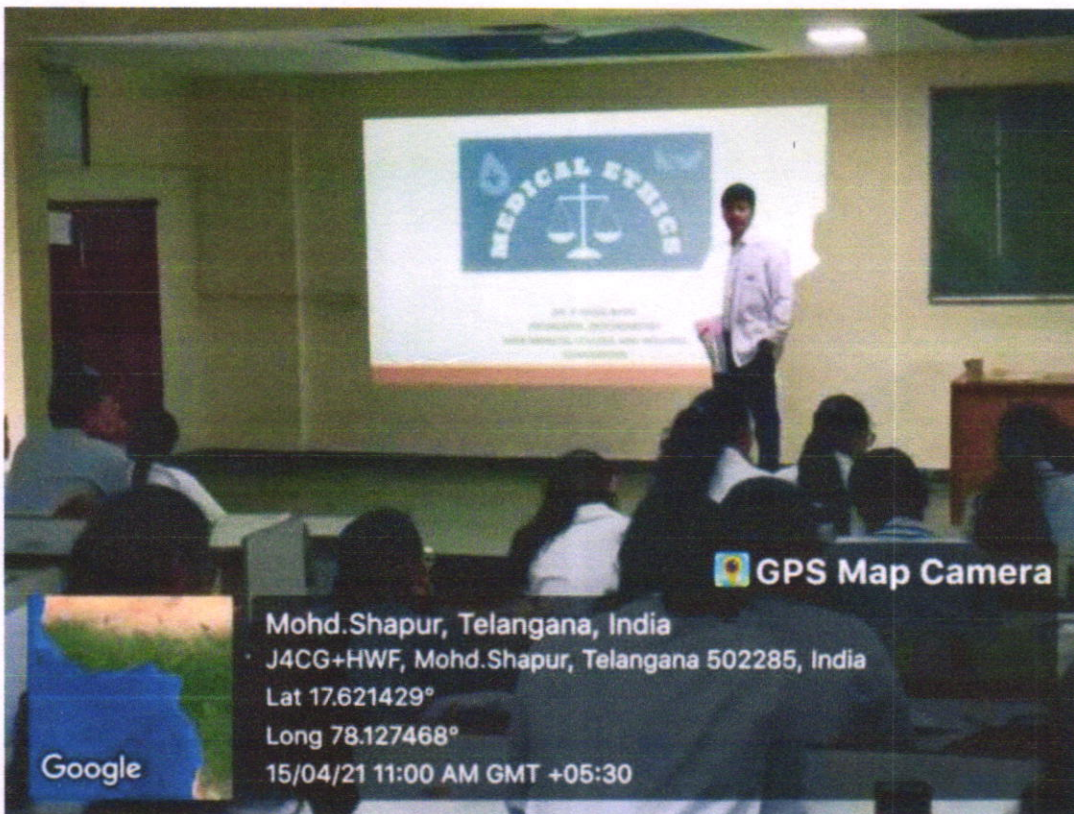 MEDICAL ETHICS
GPS Map Camera
Mohd.Shapur, Telangana, India
J4CG+HWF, Mohd.Shapur, Telangana 502285, India
Lat 17.621429°
Long 78.127468°
15/04/21 11:00 AM GMT +05:30
Google